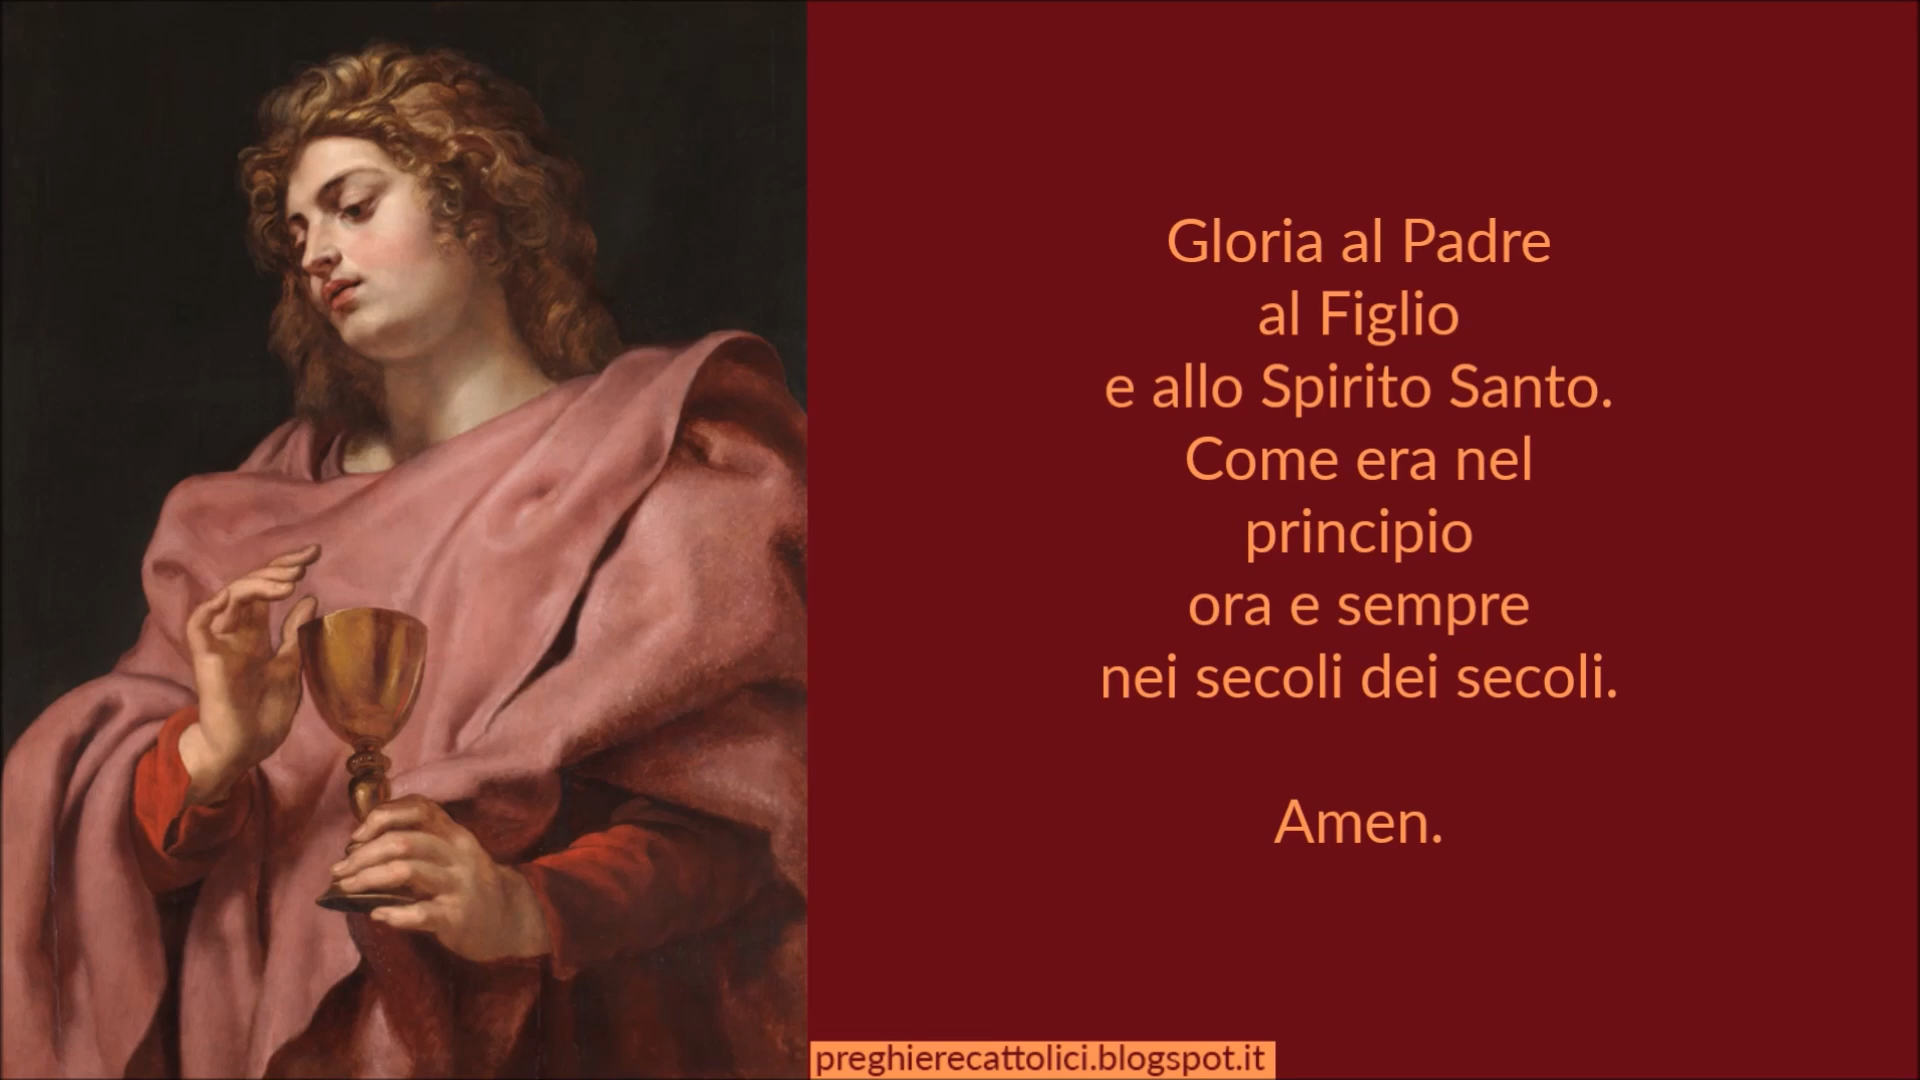 Gloria al Padre
al Figlio
e allo Spirito Santo.
Come era nel
principio
ora e sempre
nei secoli dei secoli.
Amen.
preghierecattolici.blogspot.it